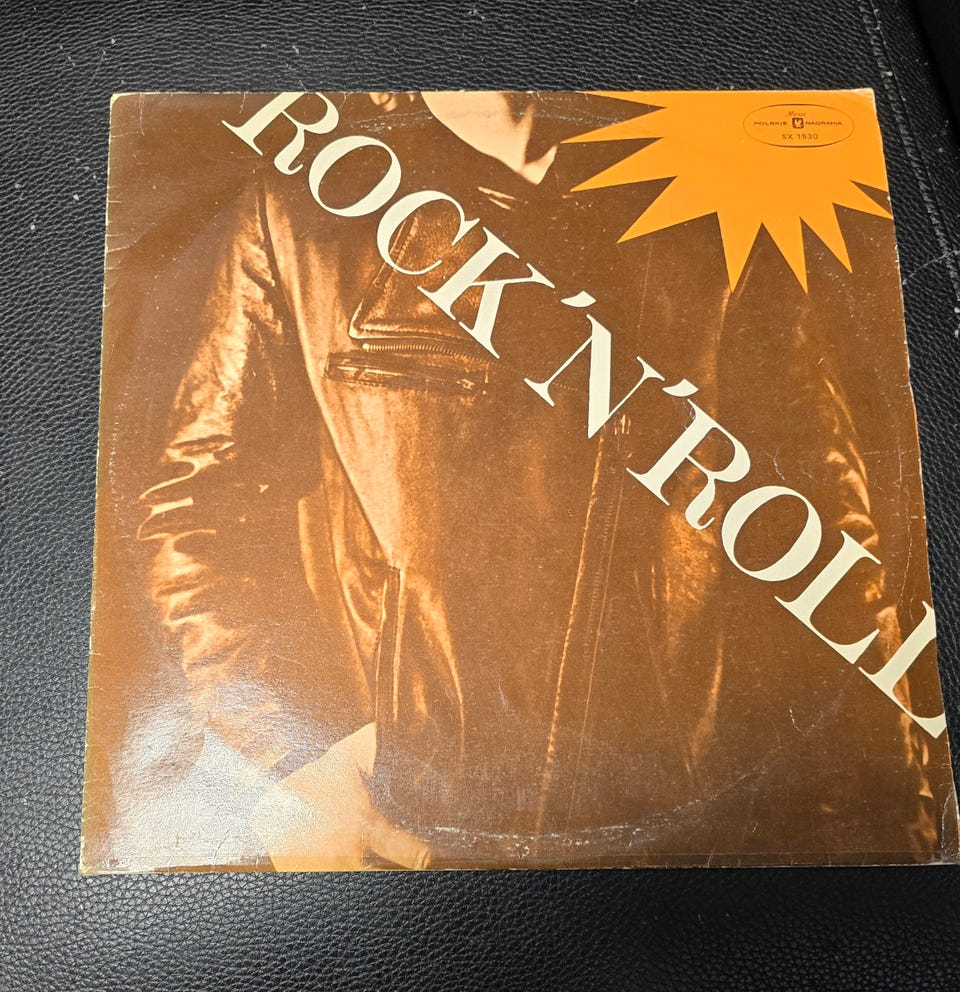 Muza
POLSKIE NAGRANIA
SX 1530
ROCK'N'ROLL